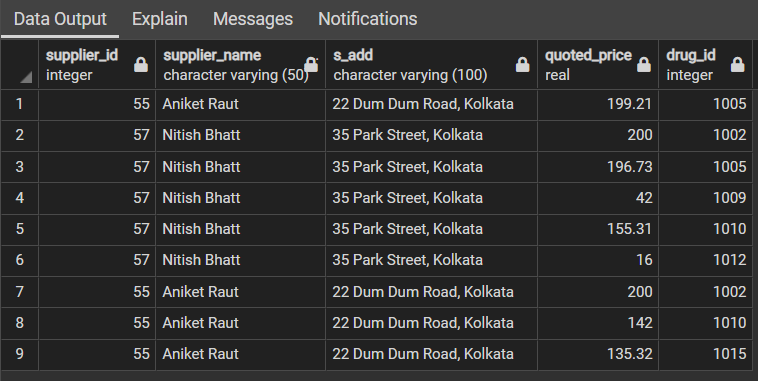 Data Output Explain Messages Notifications
supplier_id supplier_name s_add quoted_price drug_id
integer character varying (50) character varying (100) real integer
1 55 Aniket Raut 22 Dum Dum Road, Kolkata 199.21 1005
2 57 Nitish Bhatt 35 Park Street, Kolkata 200 1002
3 57 Nitish Bhatt 35 Park Street, Kolkata 196.73 1005
4 57 Nitish Bhatt 35 Park Street, Kolkata 42 1009
5 57 Nitish Bhatt 35 Park Street, Kolkata 155.31 1010
6 57 Nitish Bhatt 35 Park Street, Kolkata 16 1012
7 55 Aniket Raut 22 Dum Dum Road, Kolkata 200 1002
8 55 Aniket Raut 22 Dum Dum Road, Kolkata 142 1010
9 55 Aniket Raut 22 Dum Dum Road, Kolkata 135.32 1015